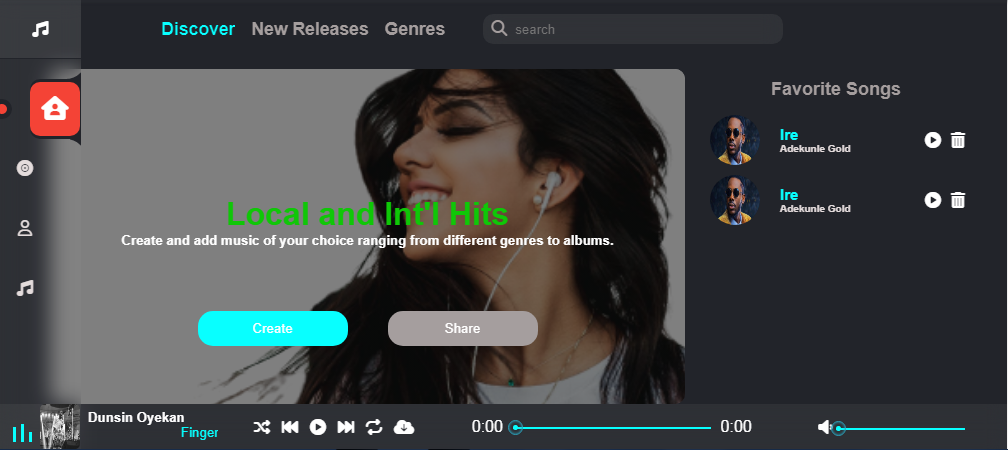 Discover New Releases Genres search
Favorite Songs
Ire
Adekunle Gold
Ire
Adekunle Gold
Local and Int'l Hits
Create and add music of your choice ranging from different genres to albums.
Create Share
Dunsin Oyekan
Finger
0:00 0:00